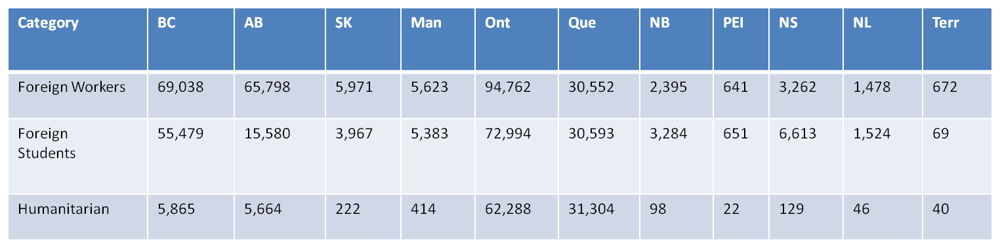 Category BC AB SK Man Ont Que NB PEI NS NL Terr
Foreign Workers 69,038 65,798 5,971 5,623 94,762 30,552 2,395 641 3,262 1,478 672
Foreign 55,479 15,580 3,967 5,383 72,994 30,593 3,284 651 6,613 1,524 69
Students
Humanitarian 5,865 5,664 222 414 62,288 31,304 98 22 129 46 40